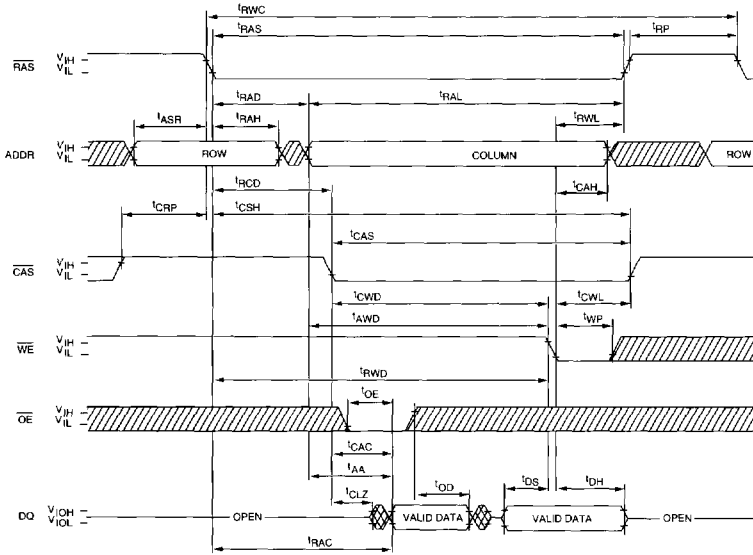 tRWC
tRAS
tRP
RAS
VIH
VIL
tRAD
tRAL
tASR
tRAH
tRWL
ADDR
VIH
VIL
ROW
COLUMN
ROW
tRCD
tCAH
tCRP
tCSH
tCAS
CAS
VIH
VIL
tCWD
tCWL
tAWD
tWP
WE
VIH
VIL
tRWD
tOE
OE
VIH
VIL
tCAC
tAA
tOD
tDS
tDH
tCLZ
DQ
VIOH
VIOL
OPEN
VALID DATA
VALID DATA
OPEN
tRAC